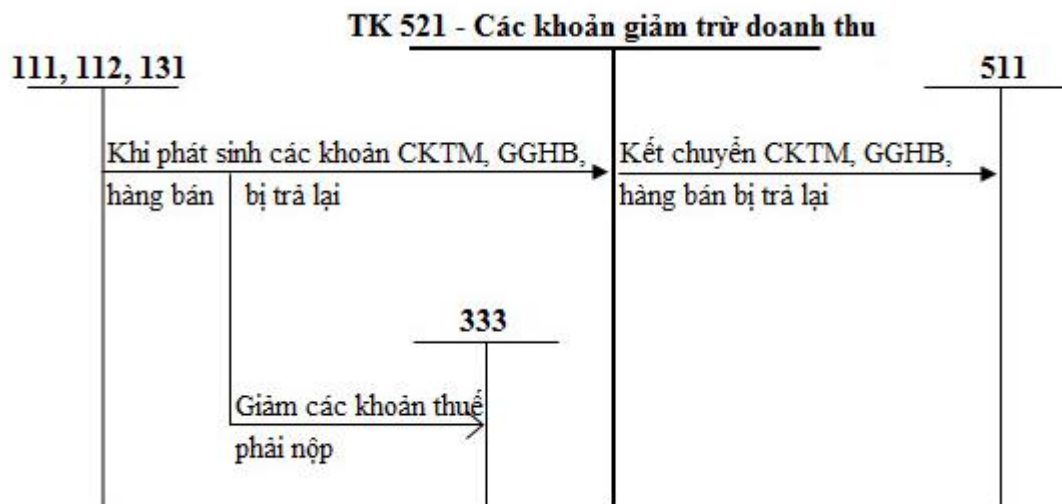 TK 521 - Các khoản giảm trừ doanh thu
111, 112, 131
511
Khi phát sinh các khoản CKTM, GGHB,
hàng bán bị trả lại
Kết chuyển CKTM, GGHB,
hàng bán bị trả lại
333
Giảm các khoản thuế
phải nộp